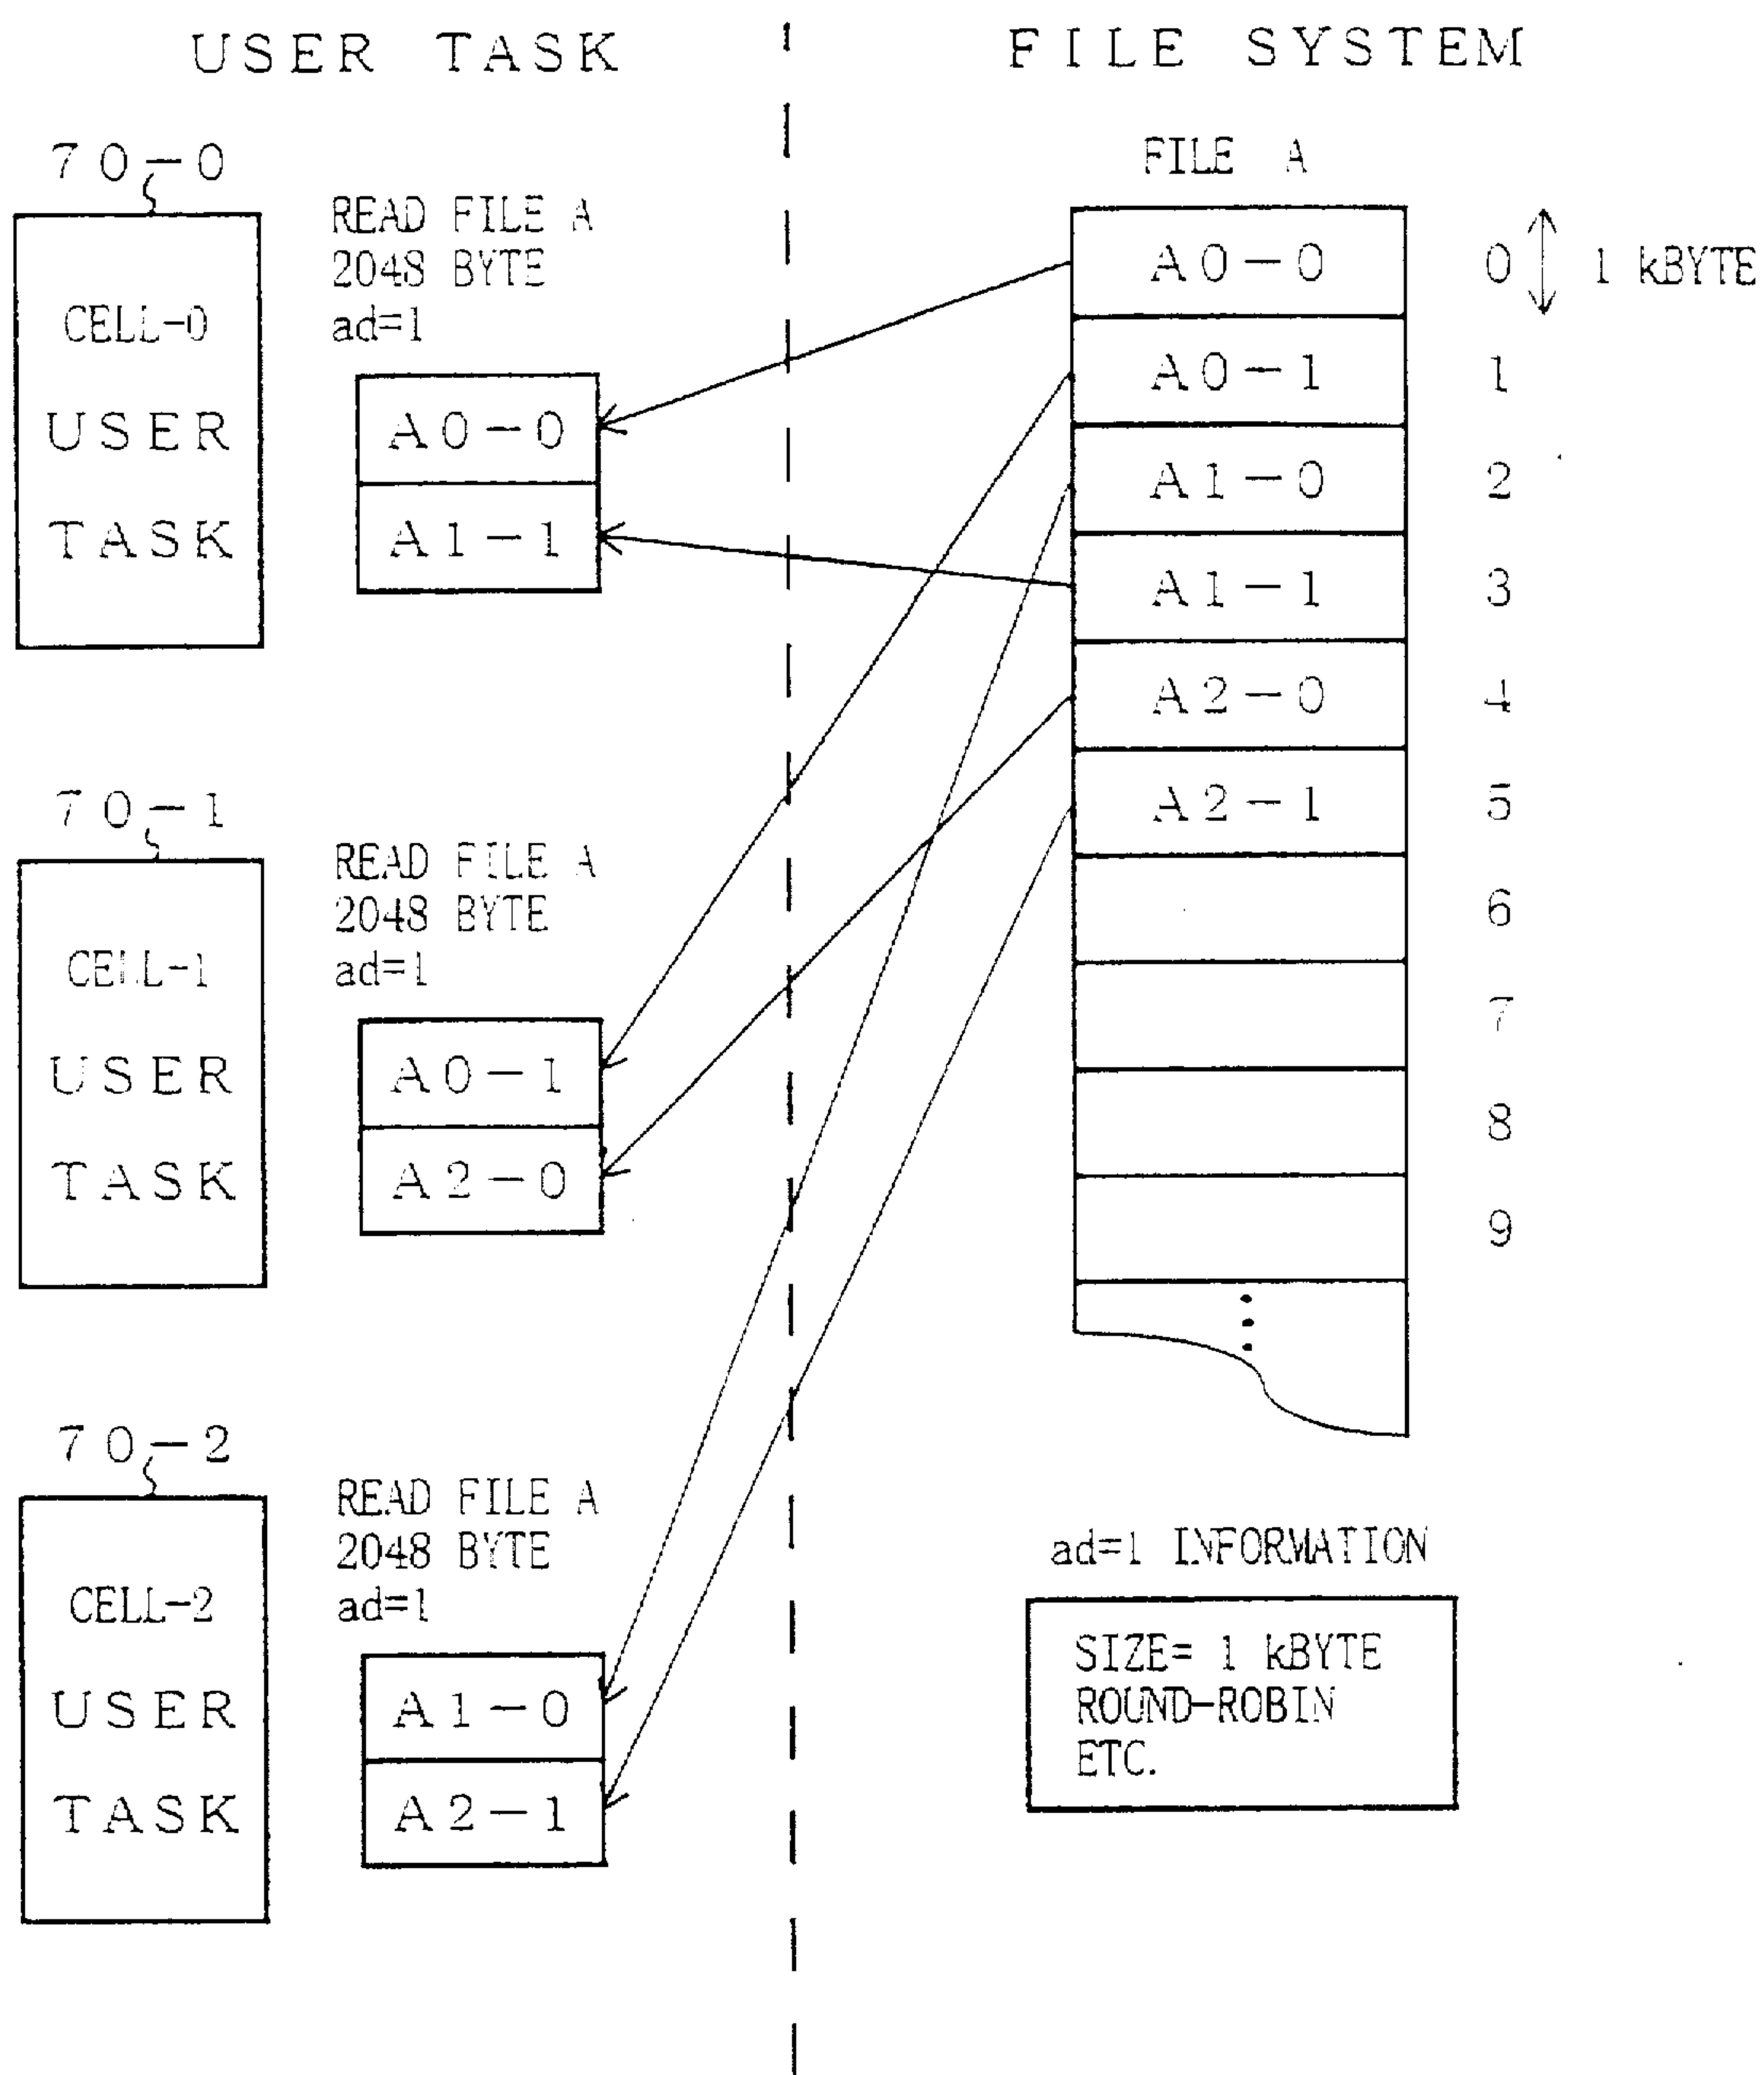 USER TASK
FILE SYSTEM
70-0
CELL-0
USER
TASK
READ FILE A
2048 BYTE
ad=1
A0-0
A1-1
70-1
CELL-1
USER
TASK
READ FILE A
2048 BYTE
ad=1
A0-1
A2-0
70-2
CELL-2
USER
TASK
READ FILE A
2048 BYTE
ad=1
A1-0
A2-1
FILE A
A0-0 0 1 kBYTE
A0-1 1
A1-0 2
A1-1 3
A2-0 4
A2-1 5
6
7
8
9
ad=1 INFORMATION
SIZE= 1 kBYTE
ROUND-ROBIN
ETC.